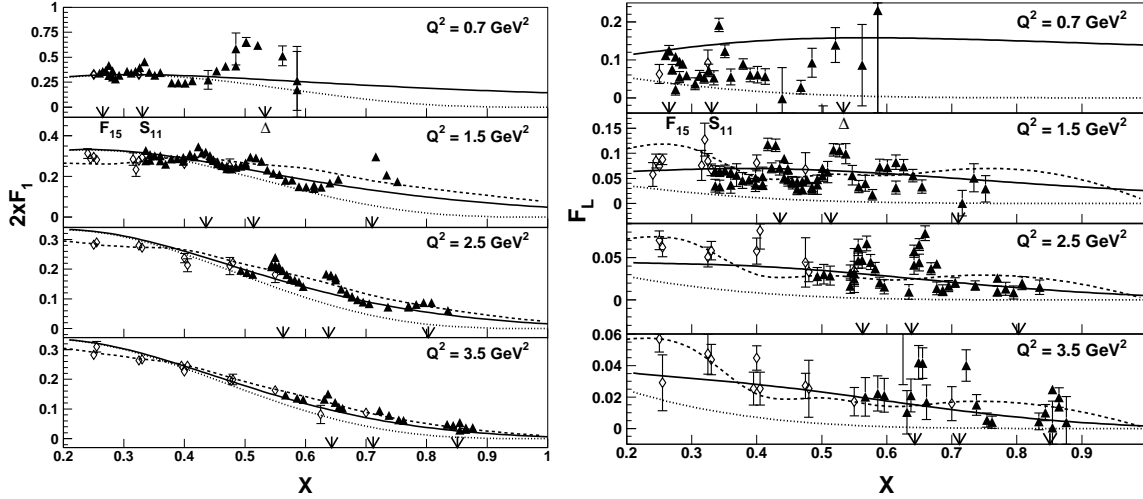 Q² = 0.7 GeV²
1
0.75
0.5
0.25
0
F₁₅ S₁₁ Δ
Q² = 1.5 GeV²
0.4
0.2
0
Q² = 2.5 GeV²
0.3
0.2
0.1
0
Q² = 3.5 GeV²
0.3
0.2
0.1
0
0.2 0.3 0.4 0.5 0.6 0.7 0.8 0.9 1
2xF₁
X
Q² = 0.7 GeV²
0.2
0.1
0
F₁₅ S₁₁ Δ
Q² = 1.5 GeV²
0.15
0.10
0.05
0
Q² = 2.5 GeV²
0.05
0
Q² = 3.5 GeV²
0.06
0.04
0.02
0
0.2 0.3 0.4 0.5 0.6 0.7 0.8 0.9
F_L
X